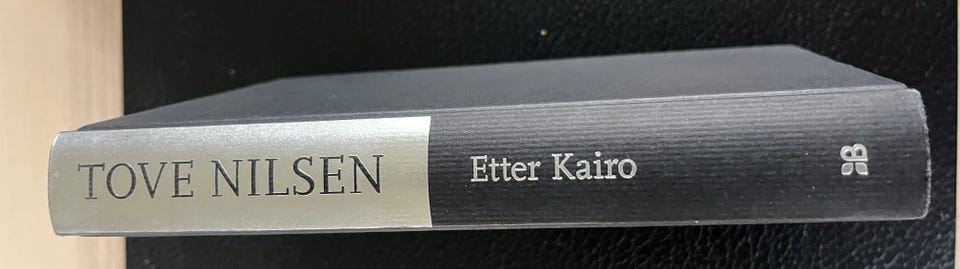 TOVE NILSEN
Etter Kairo
B